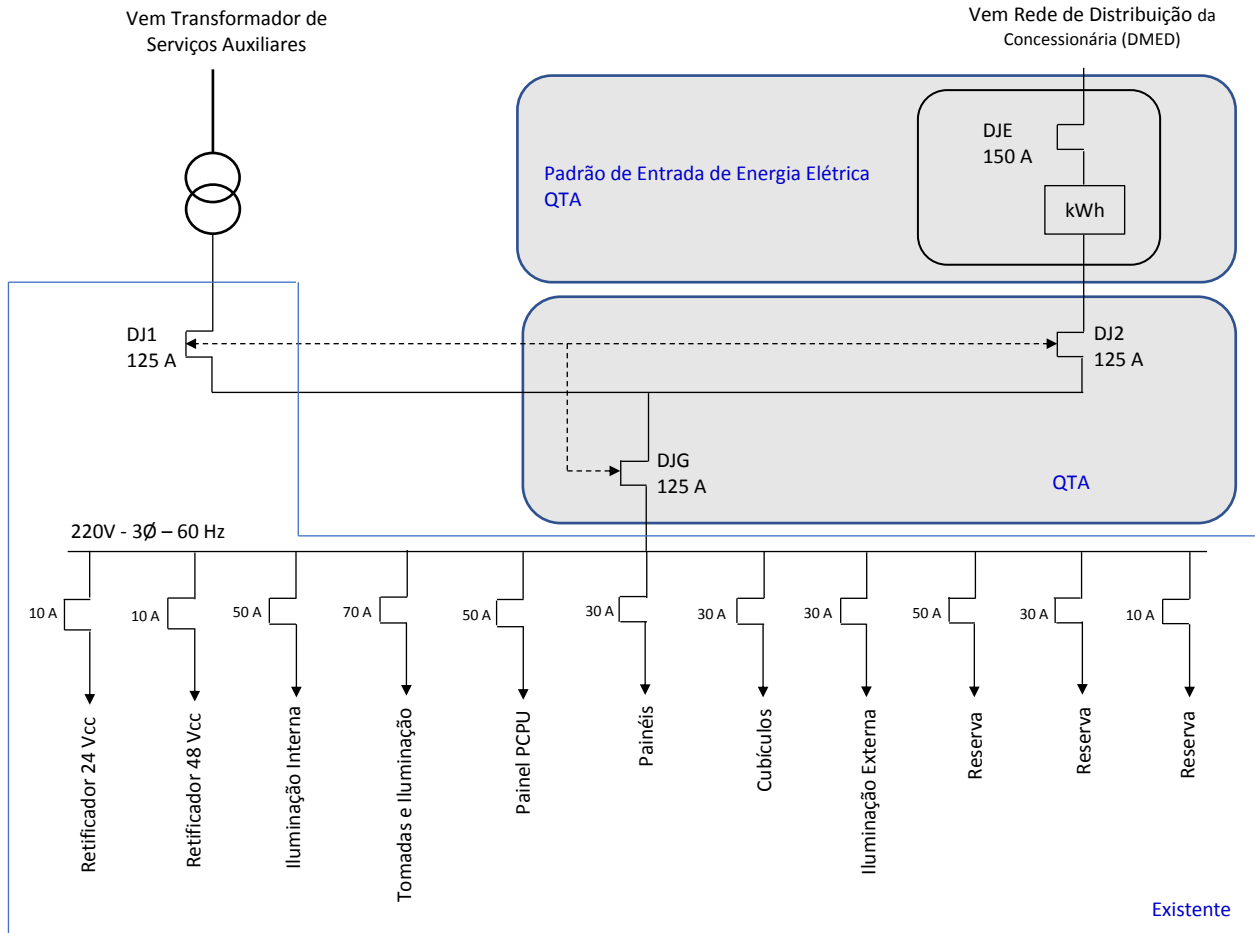 Vem Transformador de
Serviços Auxiliares
Vem Rede de Distribuição da
Concessionária (DMED)
DJE
150 A
Padrão de Entrada de Energia Elétrica
QTA
kWh
DJ1
125 A
DJ2
125 A
DJG
125 A
QTA
220V - 3Ø – 60 Hz
10 A
10 A
50 A
70 A
50 A
30 A
30 A
30 A
50 A
30 A
10 A
Retificador 24 Vcc
Retificador 48 Vcc
Iluminação Interna
Tomadas e Iluminação
Painel PCPU
Painéis
Cubículos
Iluminação Externa
Reserva
Reserva
Reserva
Existente